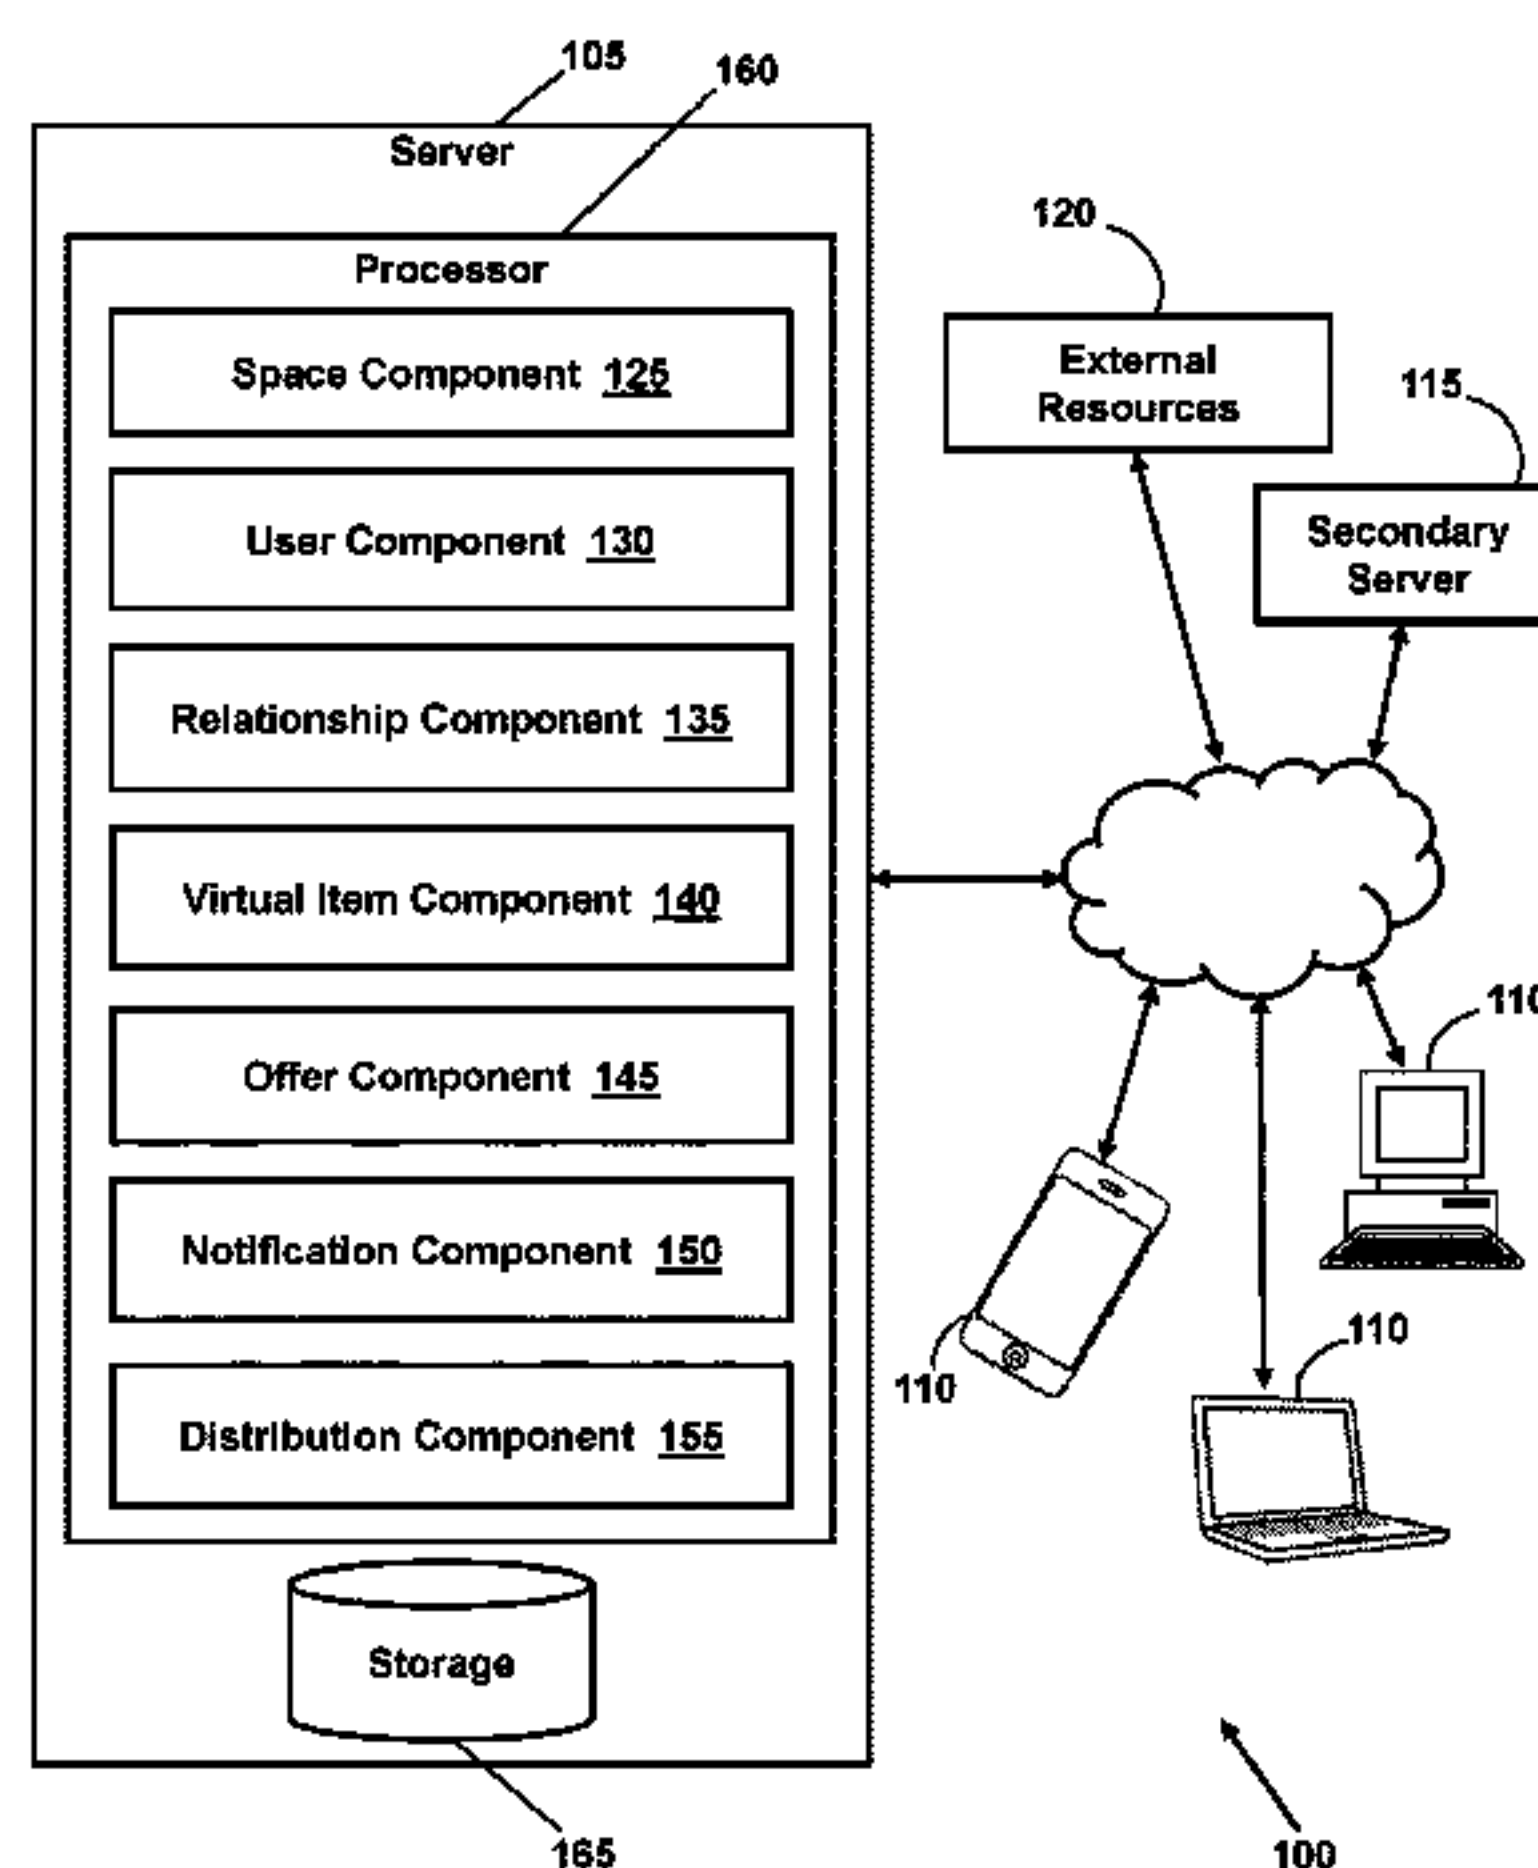 105
160
Server
Processor
Space Component 125
User Component 130
Relationship Component 135
Virtual Item Component 140
Offer Component 145
Notification Component 150
Distribution Component 155
Storage
165
120
External
Resources
115
Secondary
Server
110
110
110
100